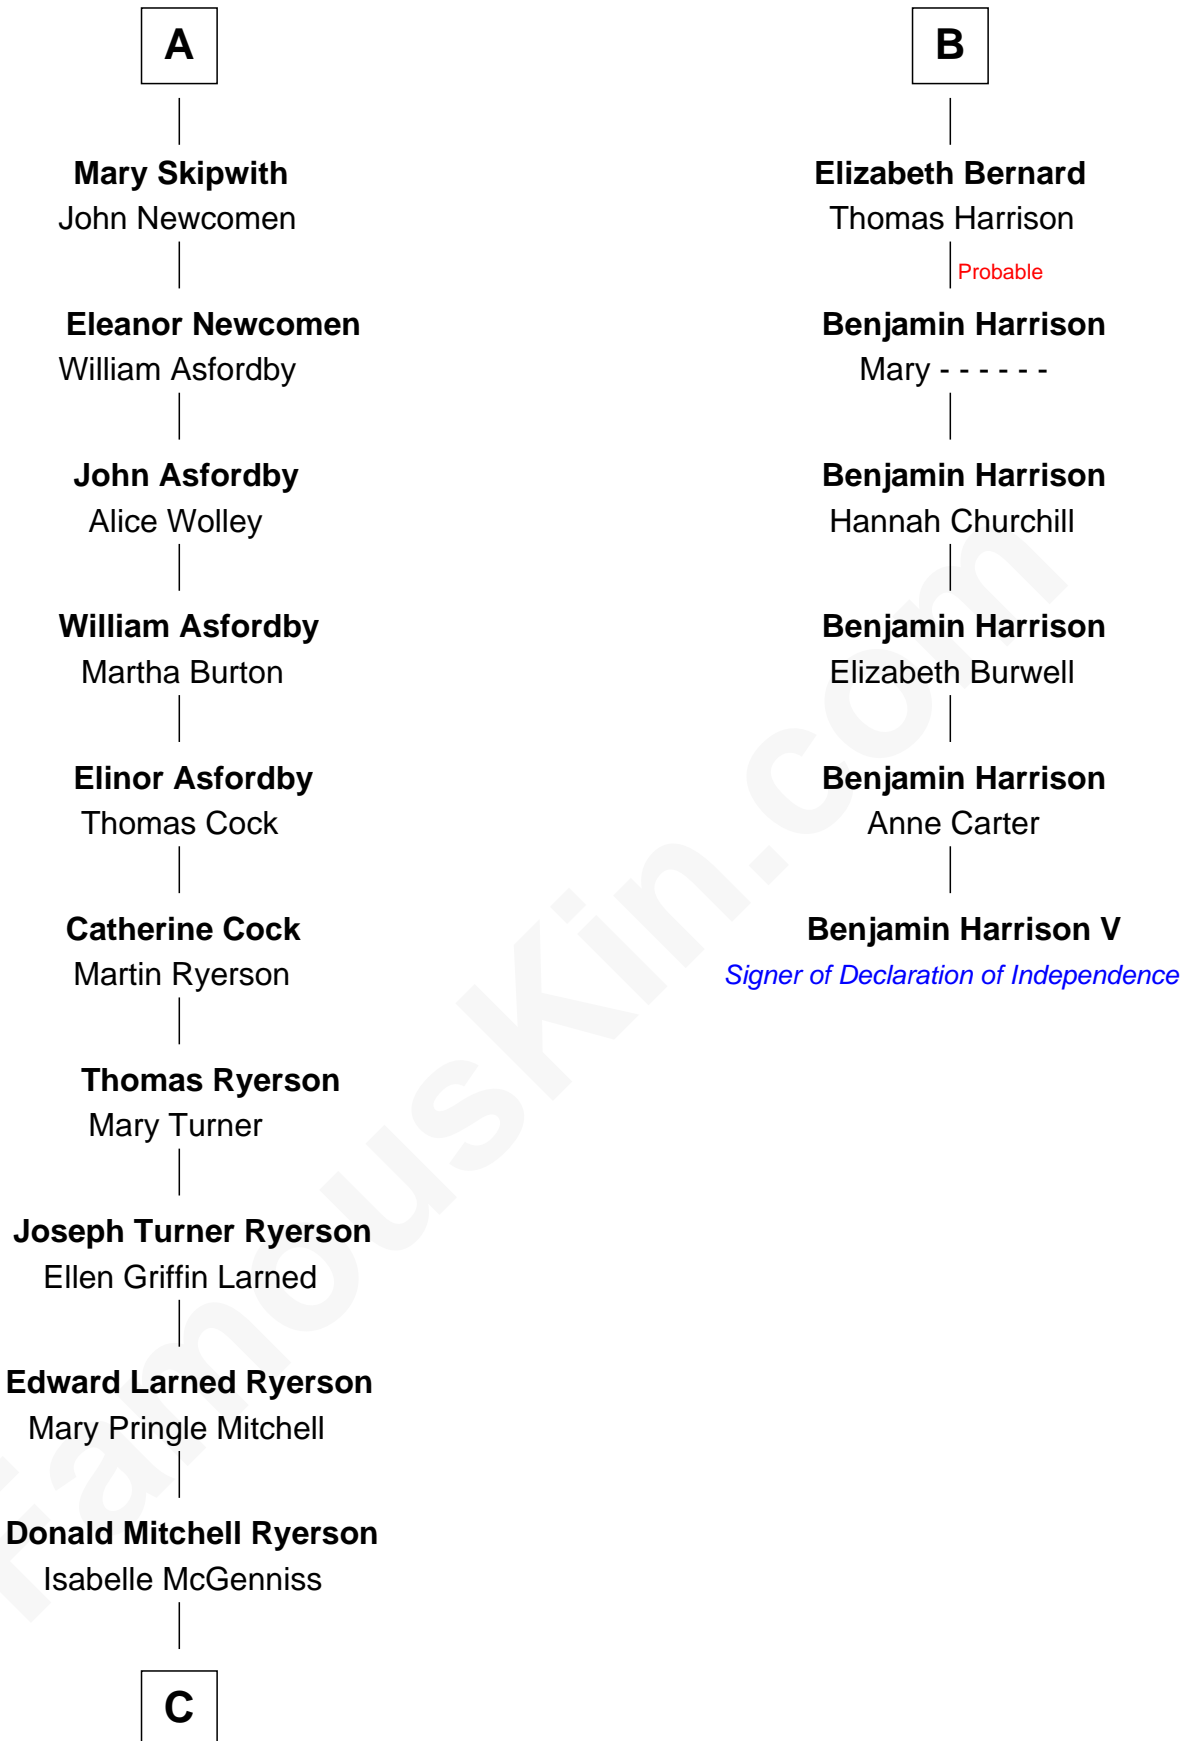 A
Mary Skipwith
John Newcomen
Eleanor Newcomen
William Asfordby
John Asfordby
Alice Wolley
William Asfordby
Martha Burton
Elinor Asfordby
Thomas Cock
Catherine Cock
Martin Ryerson
Thomas Ryerson
Mary Turner
Joseph Turner Ryerson
Ellen Griffin Larned
Edward Larned Ryerson
Mary Pringle Mitchell
Donald Mitchell Ryerson
Isabelle McGenniss
C
B
Elizabeth Bernard
Thomas Harrison
Probable
Benjamin Harrison
Mary - - - - - -
Benjamin Harrison
Hannah Churchill
Benjamin Harrison
Elizabeth Burwell
Benjamin Harrison
Anne Carter
Benjamin Harrison V
Signer of Declaration of Independence
FamousKin.com